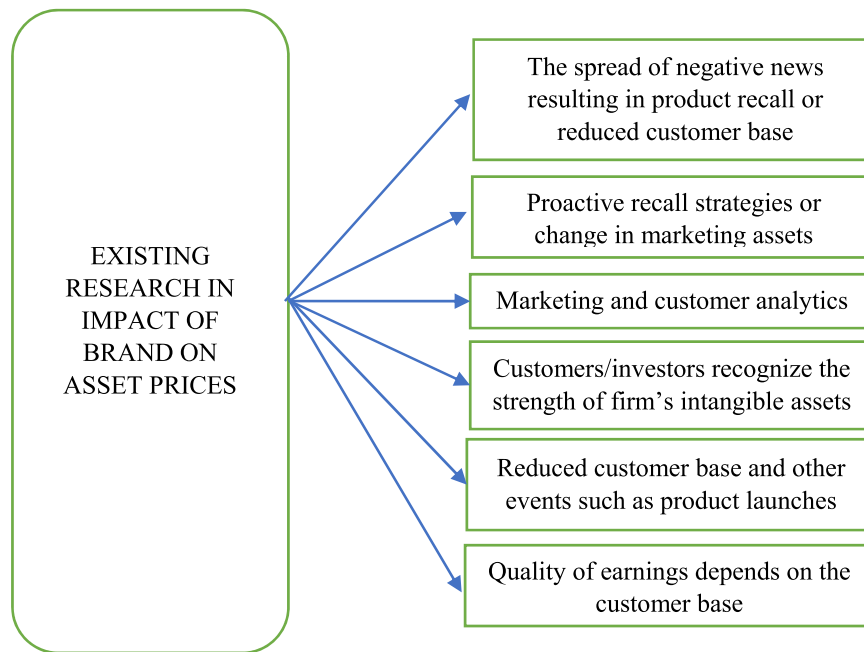 EXISTING
RESEARCH IN
IMPACT OF
BRAND ON
ASSET PRICES
The spread of negative news
resulting in product recall or
reduced customer base
Proactive recall strategies or
change in marketing assets
Marketing and customer analytics
Customers/investors recognize the
strength of firm's intangible assets
Reduced customer base and other
events such as product launches
Quality of earnings depends on the
customer base